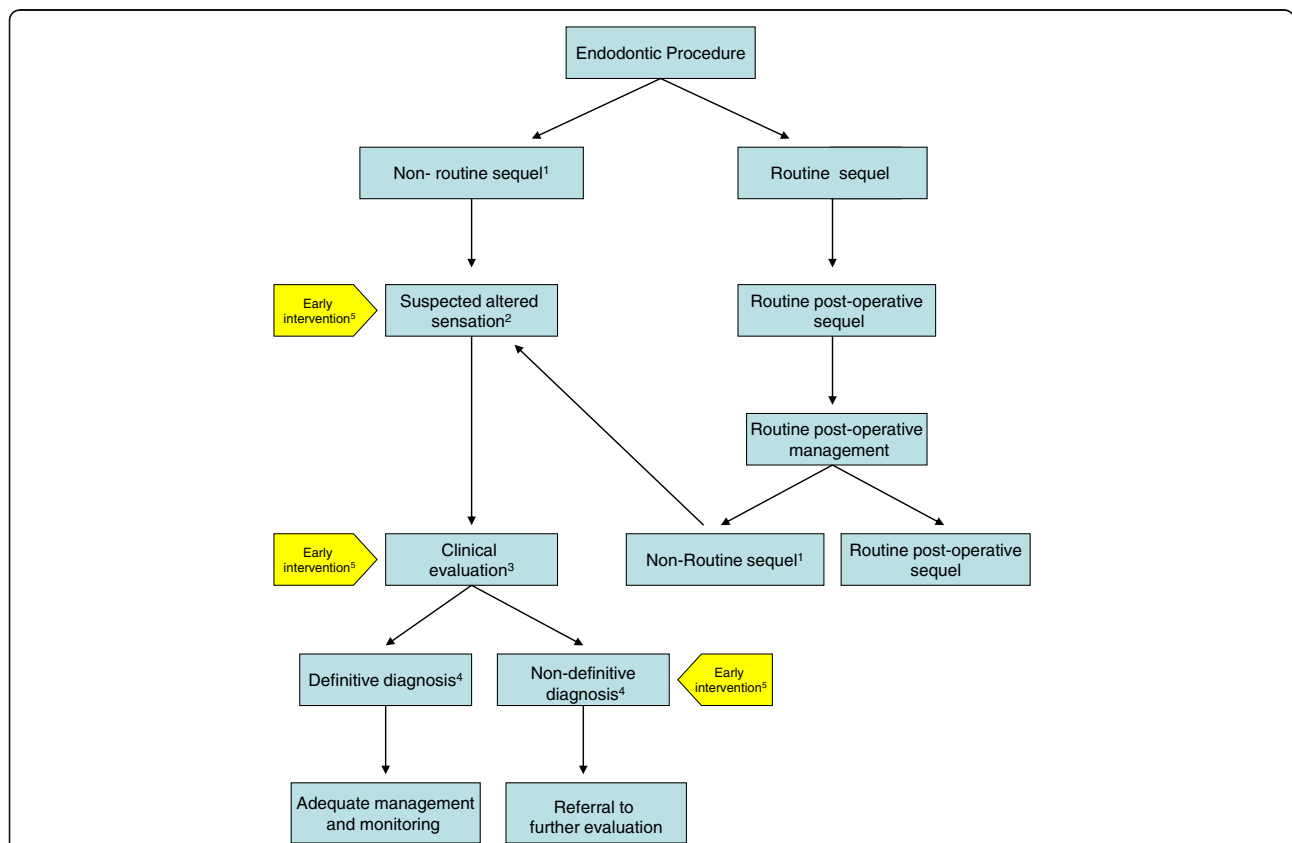 Endodontic Procedure
Non- routine sequel¹
Routine sequel
Early
intervention⁵
Suspected altered
sensation²
Routine post-operative
sequel
Routine post-operative
management
Early
intervention⁵
Clinical
evaluation³
Non-Routine sequel¹
Routine post-operative
sequel
Definitive diagnosis⁴
Non-definitive
diagnosis⁴
Early
intervention⁵
Adequate management
and monitoring
Referral to
further evaluation